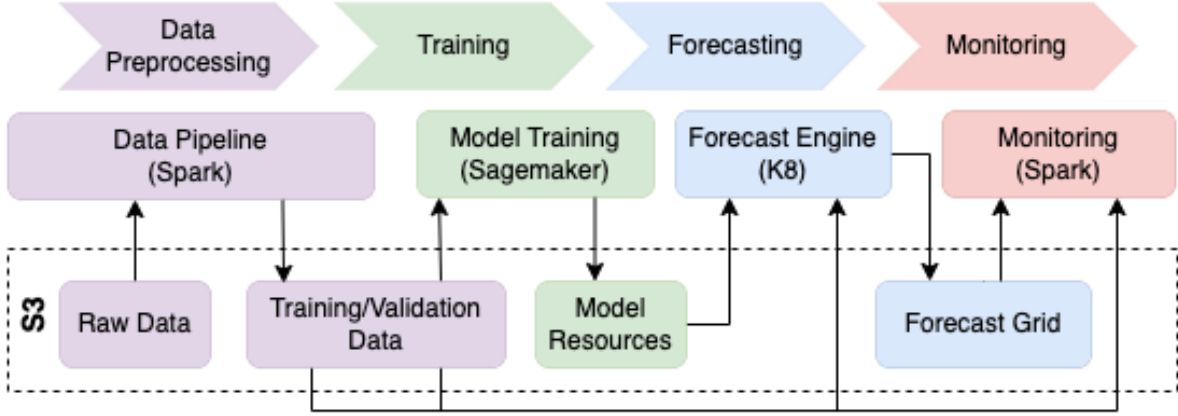 Data
Preprocessing
Training
Forecasting
Monitoring
Data Pipeline
(Spark)
Model Training
(Sagemaker)
Forecast Engine
(K8)
Monitoring
(Spark)
S3
Raw Data
Training/Validation
Data
Model
Resources
Forecast Grid